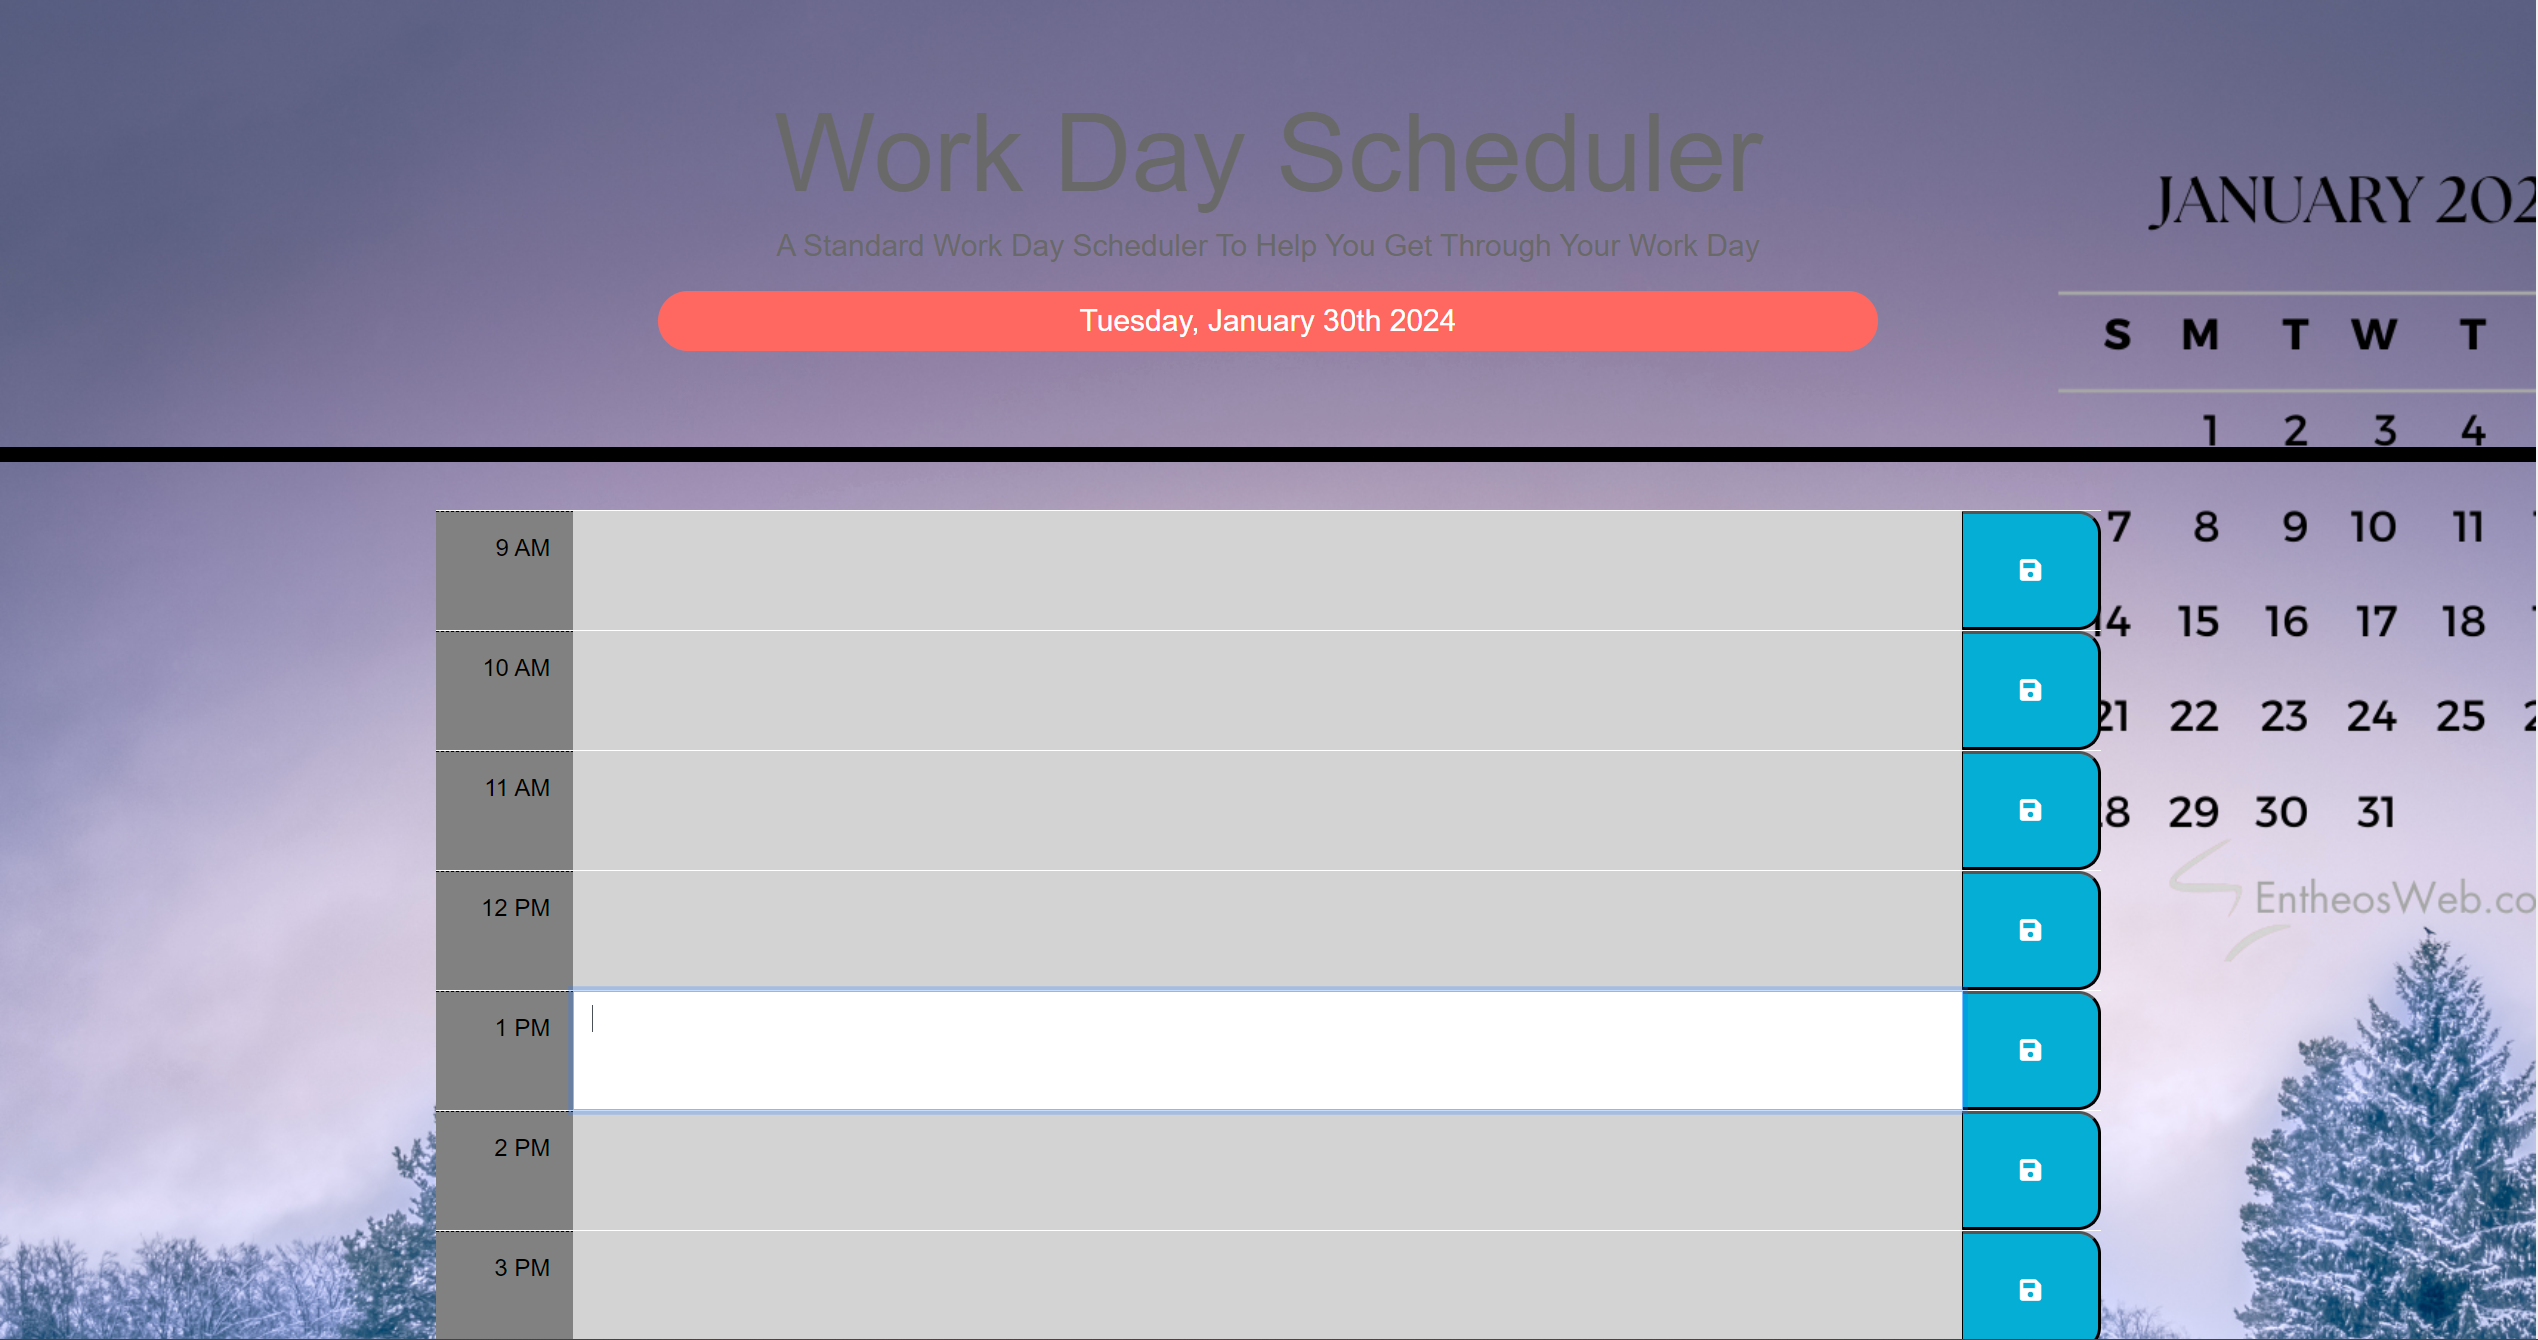 Work Day Scheduler
A Standard Work Day Scheduler To Help You Get Through Your Work Day
Tuesday, January 30th 2024
JANUARY 202
S M T W T
1 2 3 4
7 8 9 10 11
15 16 17 18
22 23 24 25
29 30 31
EntheosWeb.co
9 AM
10 AM
11 AM
12 PM
1 PM
2 PM
3 PM